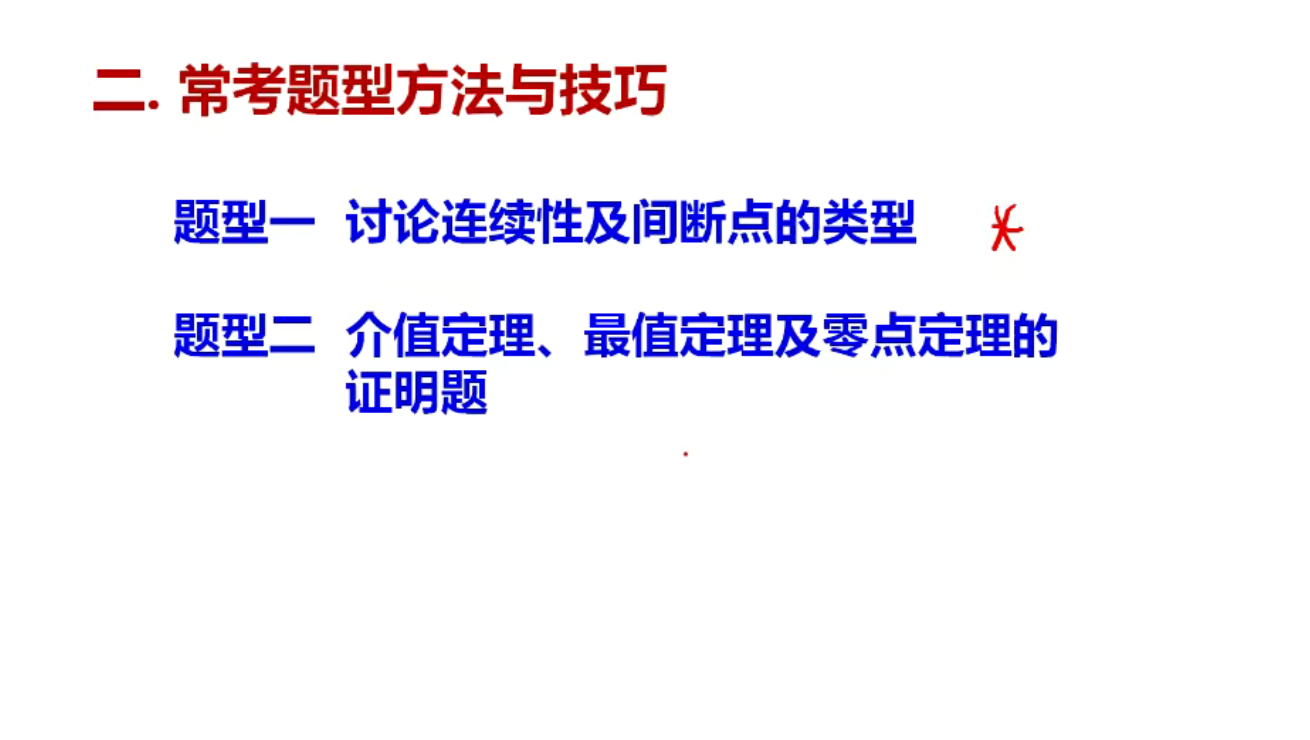 二. 常考题型方法与技巧
题型一 讨论连续性及间断点的类型
题型二 介值定理、最值定理及零点定理的
证明题